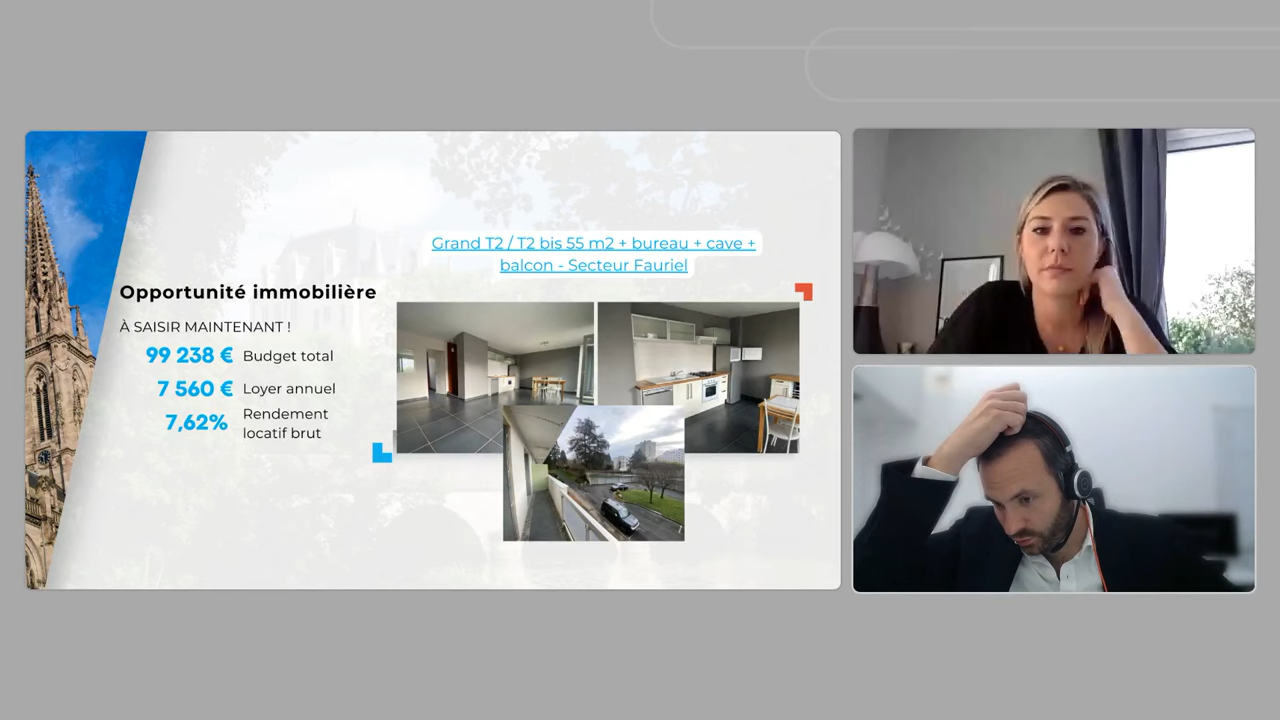 Grand T2 / T2 bis 55 m2 + bureau + cave +
balcon - Secteur Fauriel
Opportunité immobilière
À SAISIR MAINTENANT !
99 238 € Budget total
7 560 € Loyer annuel
7,62% Rendement
locatif brut